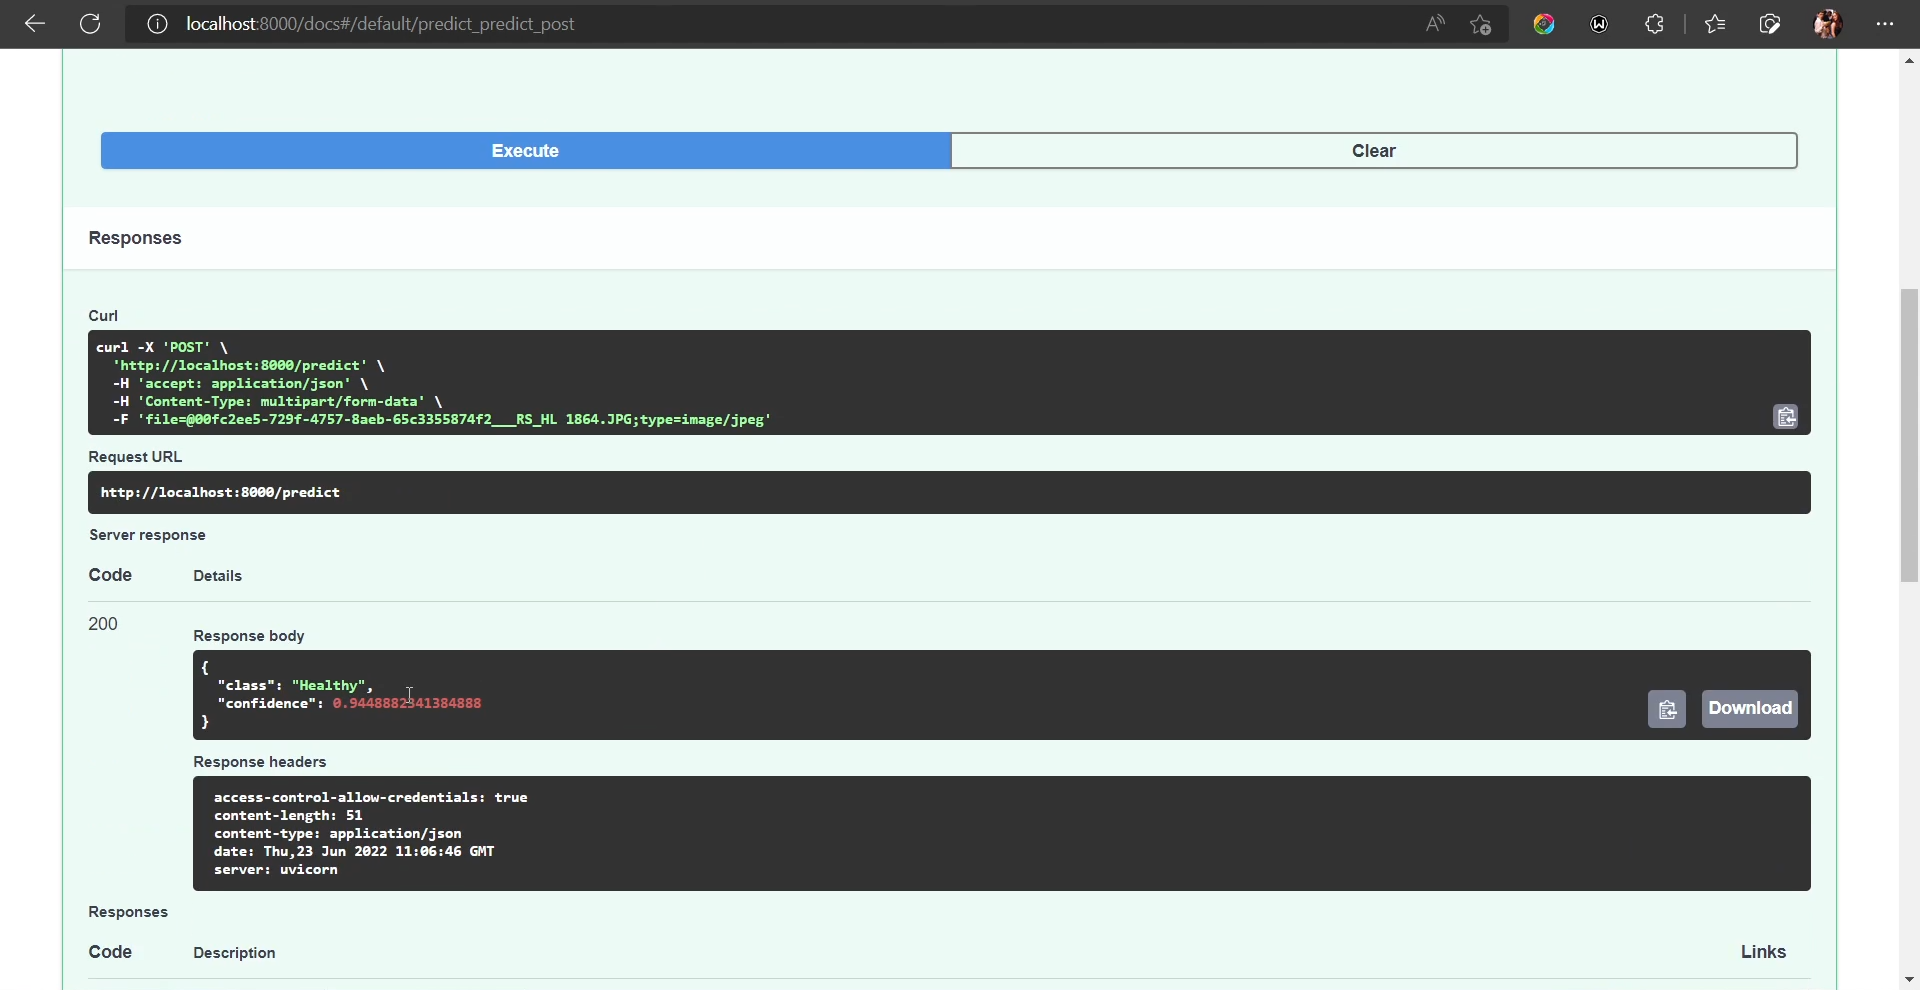 localhost:8000/docs#/default/predict_predict_post
Execute
Clear
Responses
Curl
curl -X 'POST' \
'http://localhost:8000/predict' \
-H 'accept: application/json' \
-H 'Content-Type: multipart/form-data' \
-F 'file=@00fc2ee5-729f-4757-8aeb-65c3355874f2___RS_HL 1864.JPG;type=image/jpeg'
Request URL
http://localhost:8000/predict
Server response
Code Details
200
Response body
{
"class": "Healthy",
"confidence": 0.9448882341384888
}
Download
Response headers
access-control-allow-credentials: true
content-length: 51
content-type: application/json
date: Thu,23 Jun 2022 11:06:46 GMT
server: uvicorn
Responses
Code Description Links